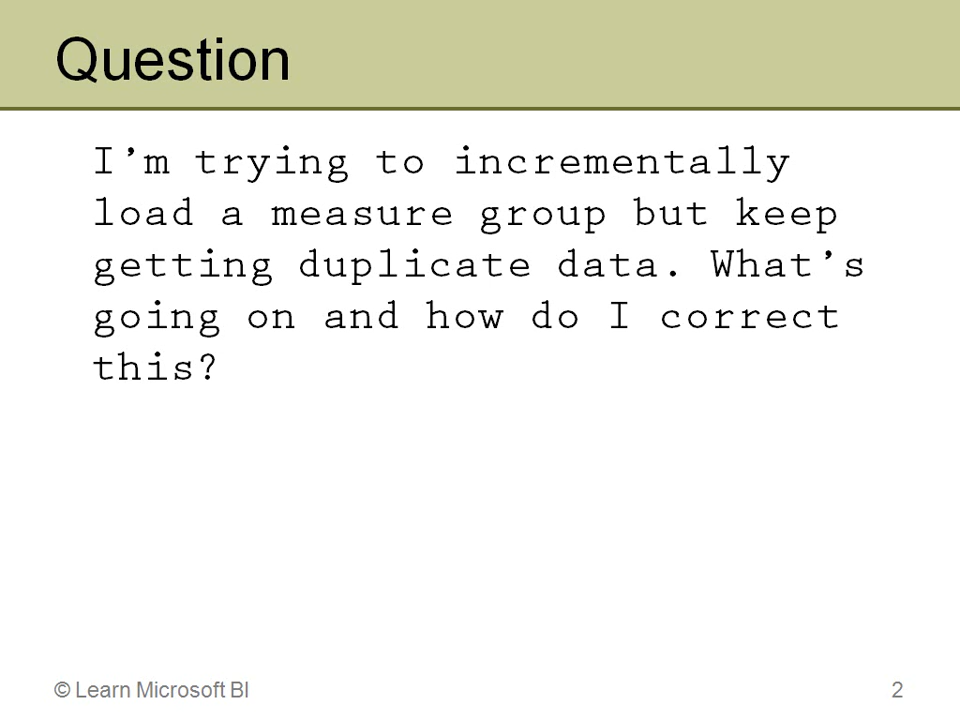 Question
I’m trying to incrementally
load a measure group but keep
getting duplicate data. What’s
going on and how do I correct
this?
© Learn Microsoft BI
2